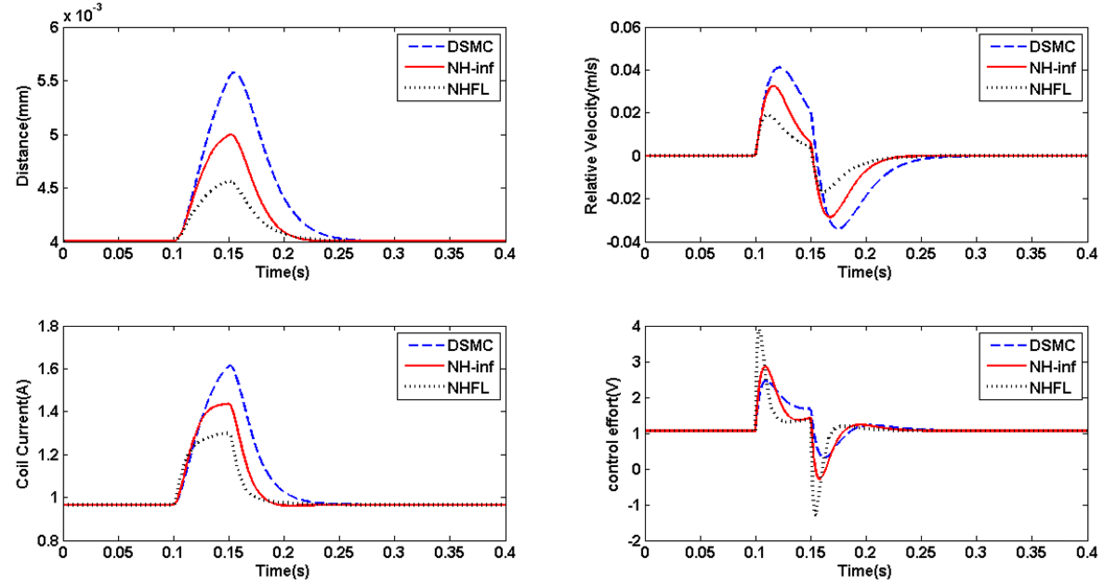 x 10⁻³
6
5.5
5
4.5
4
Distance(mm)
0 0.05 0.1 0.15 0.2 0.25 0.3 0.35 0.4
Time(s)
DSMC
NH-inf
NHFL
0.06
0.04
0.02
0
-0.02
-0.04
Relative Velocity(m/s)
0 0.05 0.1 0.15 0.2 0.25 0.3 0.35 0.4
Time(s)
DSMC
NH-inf
NHFL
1.8
1.6
1.4
1.2
1
0.8
Coil Current(A)
0 0.05 0.1 0.15 0.2 0.25 0.3 0.35 0.4
Time(s)
DSMC
NH-inf
NHFL
4
3
2
1
0
-1
-2
control effort(V)
0 0.05 0.1 0.15 0.2 0.25 0.3 0.35 0.4
Time(s)
DSMC
NH-inf
NHFL